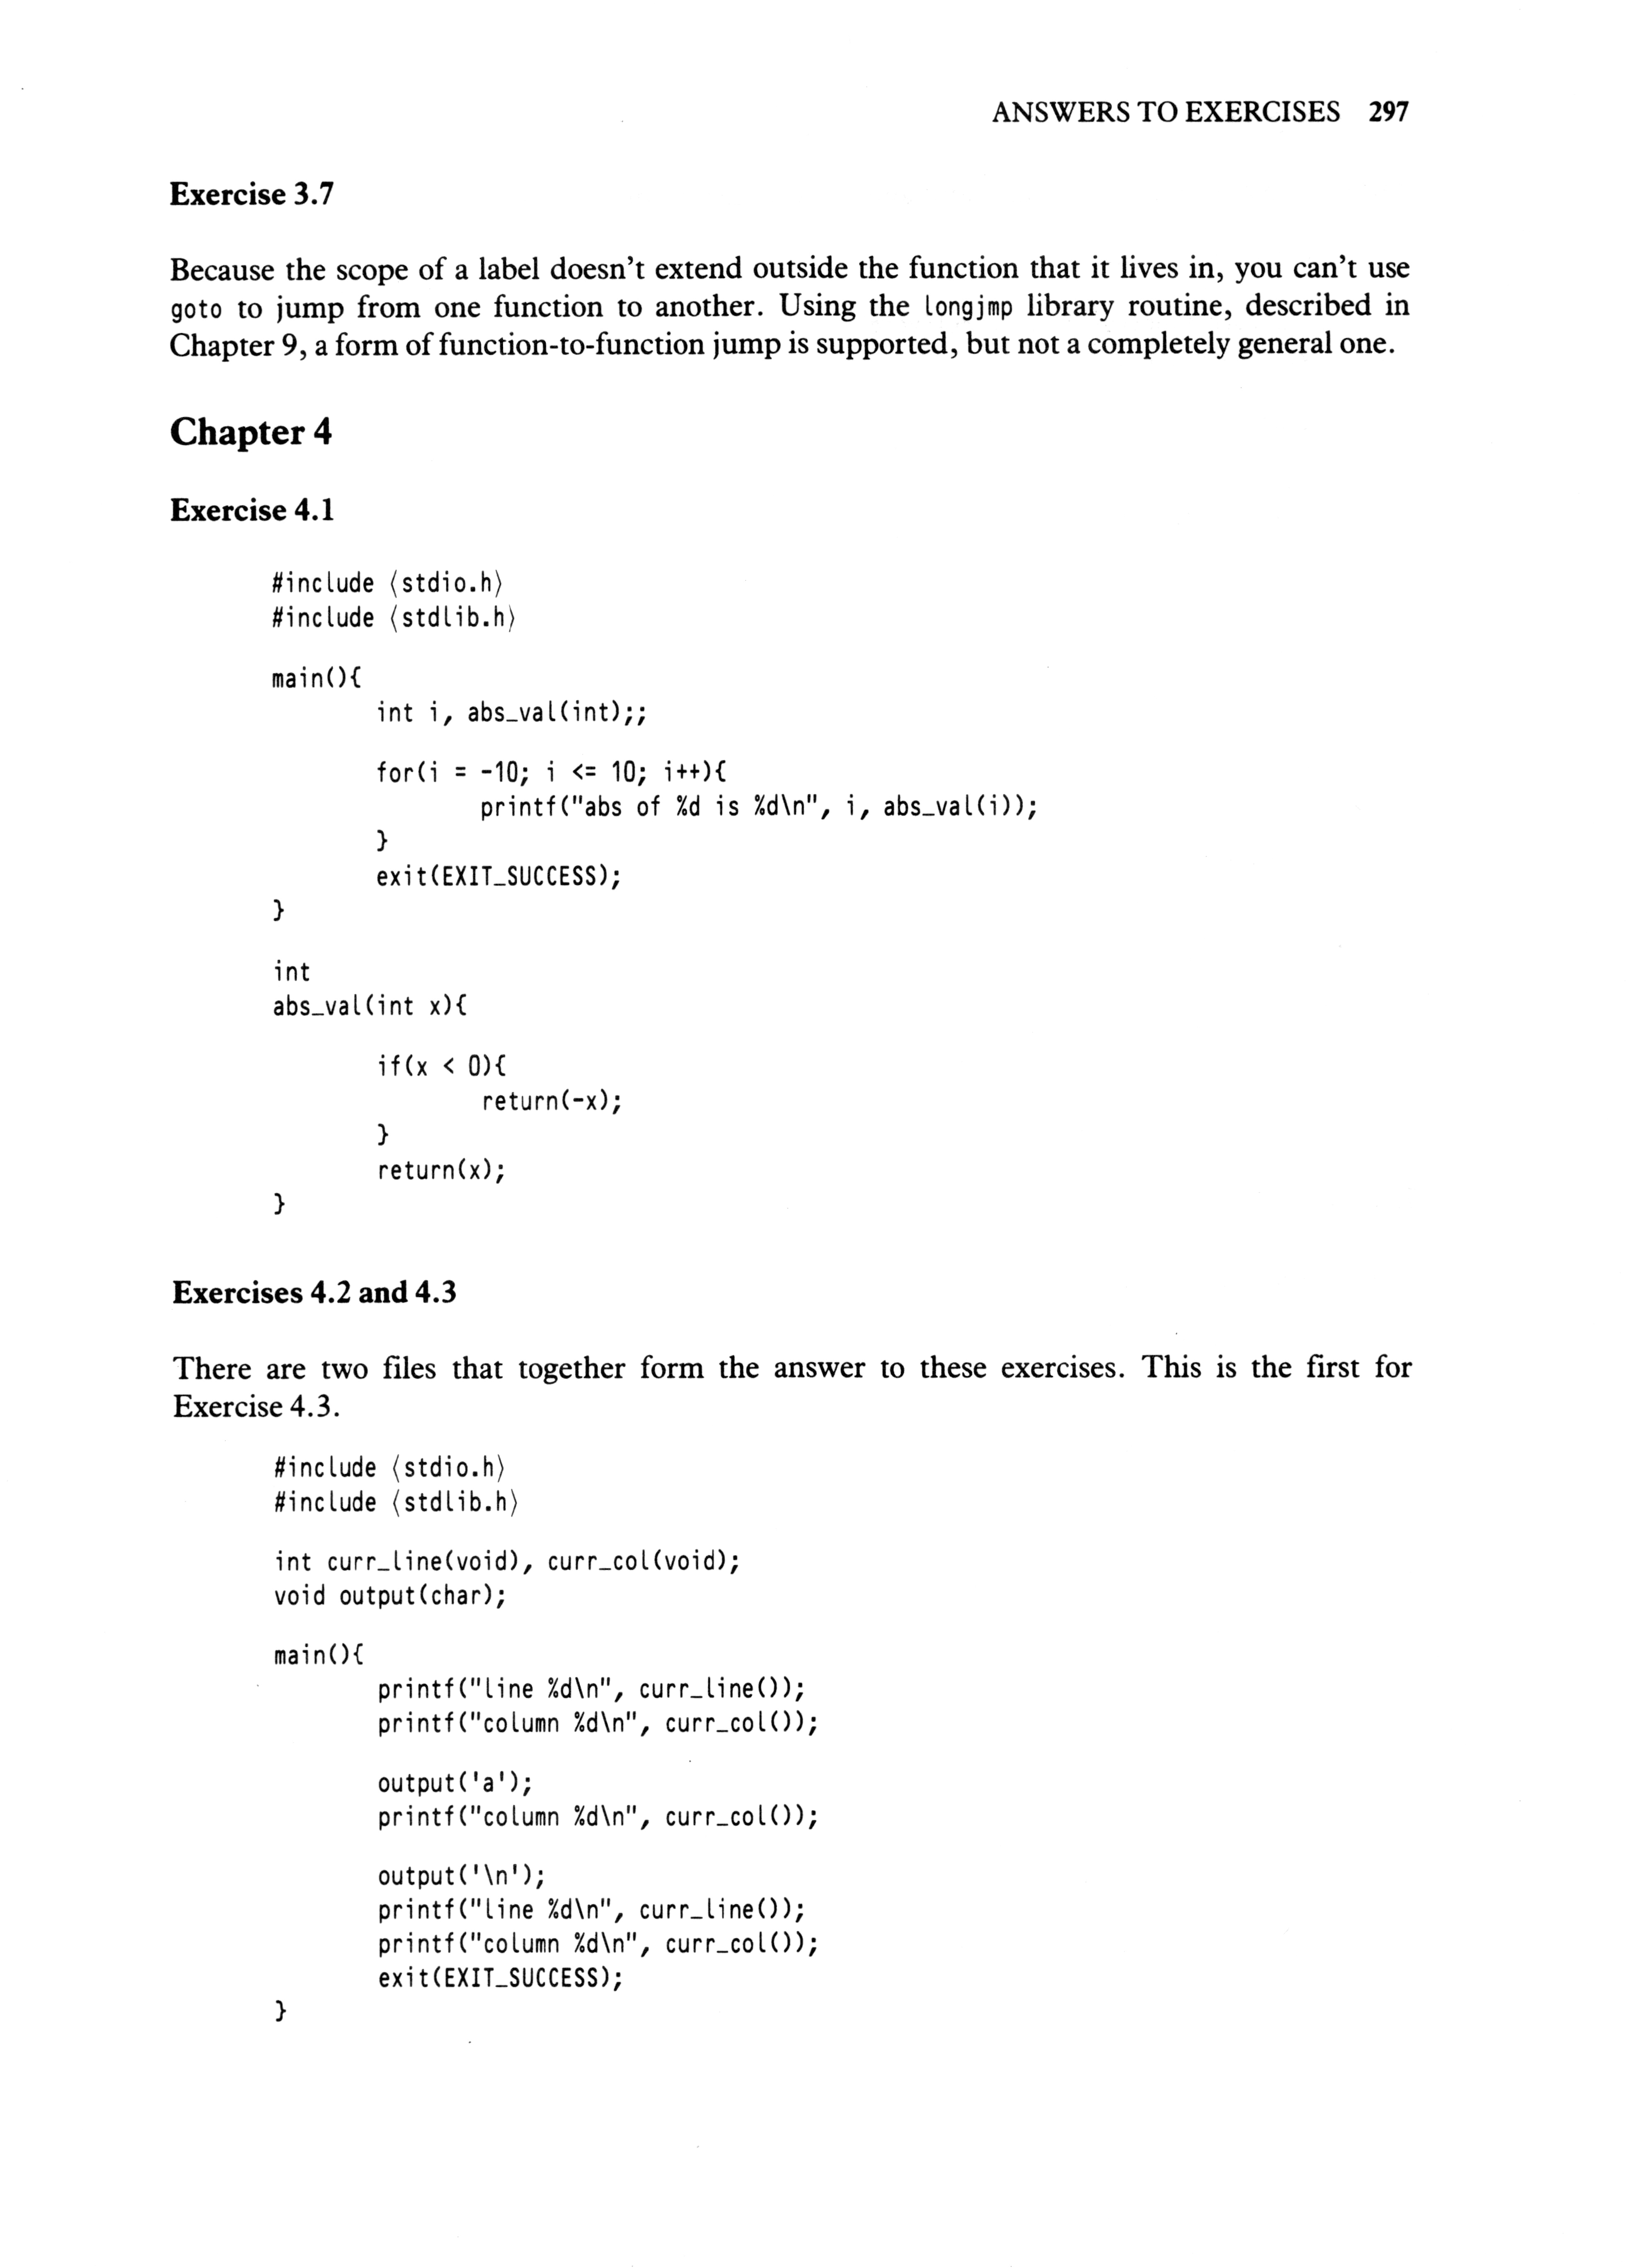 ANSWERS TO EXERCISES 297
Exercise 3.7
Because the scope of a label doesn't extend outside the function that it lives in, you can't use
goto to jump from one function to another. Using the longjmp library routine, described in
Chapter 9, a form of function-to-function jump is supported, but not a completely general one.
Chapter 4
Exercise 4.1
#include ⟨stdio.h⟩
#include ⟨stdlib.h⟩
main(){
int i, abs_val(int);;
for(i = -10; i <= 10; i++){
printf("abs of %d is %d\n", i, abs_val(i));
}
exit(EXIT_SUCCESS);
}
int
abs_val(int x){
if(x < 0){
return(-x);
}
return(x);
}
Exercises 4.2 and 4.3
There are two files that together form the answer to these exercises. This is the first for
Exercise 4.3.
#include ⟨stdio.h⟩
#include ⟨stdlib.h⟩
int curr_line(void), curr_col(void);
void output(char);
main(){
printf("line %d\n", curr_line());
printf("column %d\n", curr_col());
output('a');
printf("column %d\n", curr_col());
output('\n');
printf("line %d\n", curr_line());
printf("column %d\n", curr_col());
exit(EXIT_SUCCESS);
}